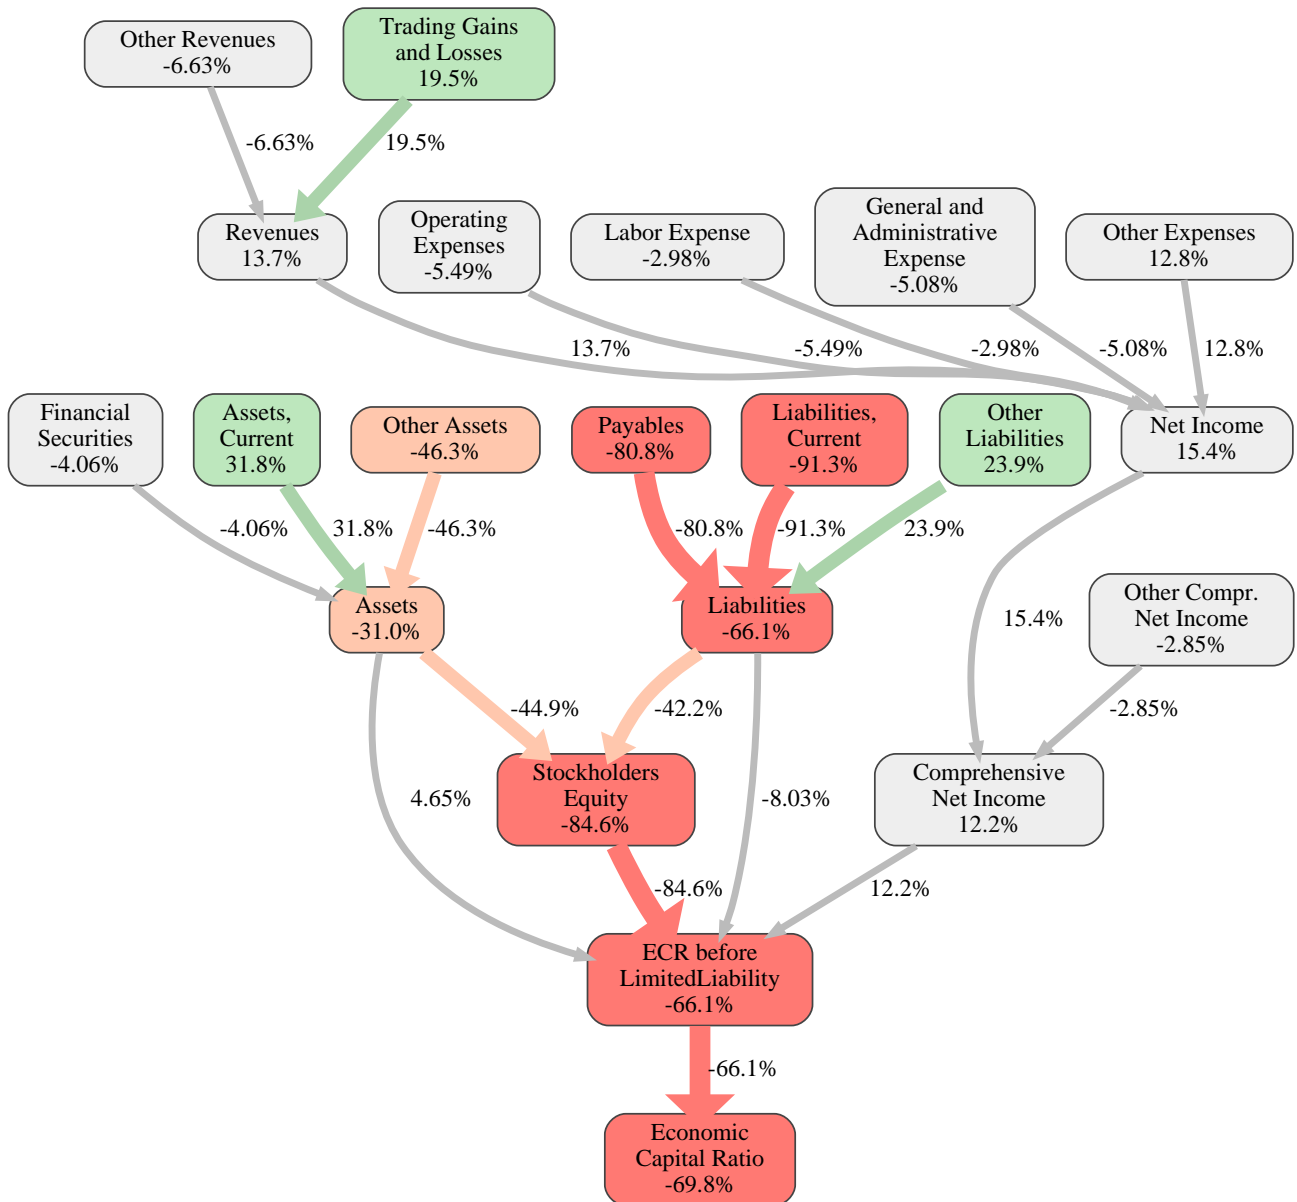 Other Revenues
-6.63%
Trading Gains
and Losses
19.5%
-6.63%
19.5%
Revenues
13.7%
Operating
Expenses
-5.49%
Labor Expense
-2.98%
General and
Administrative
Expense
-5.08%
Other Expenses
12.8%
13.7%
-5.49%
-2.98%
-5.08%
12.8%
Financial
Securities
-4.06%
Assets,
Current
31.8%
Other Assets
-46.3%
Payables
-80.8%
Liabilities,
Current
-91.3%
Other
Liabilities
23.9%
Net Income
15.4%
-4.06%
31.8%
-46.3%
-80.8%
-91.3%
23.9%
Assets
-31.0%
Liabilities
-66.1%
15.4%
Other Compr.
Net Income
-2.85%
-44.9%
-42.2%
-2.85%
4.65%
Stockholders
Equity
-84.6%
-8.03%
Comprehensive
Net Income
12.2%
-84.6%
12.2%
ECR before
LimitedLiability
-66.1%
-66.1%
Economic
Capital Ratio
-69.8%